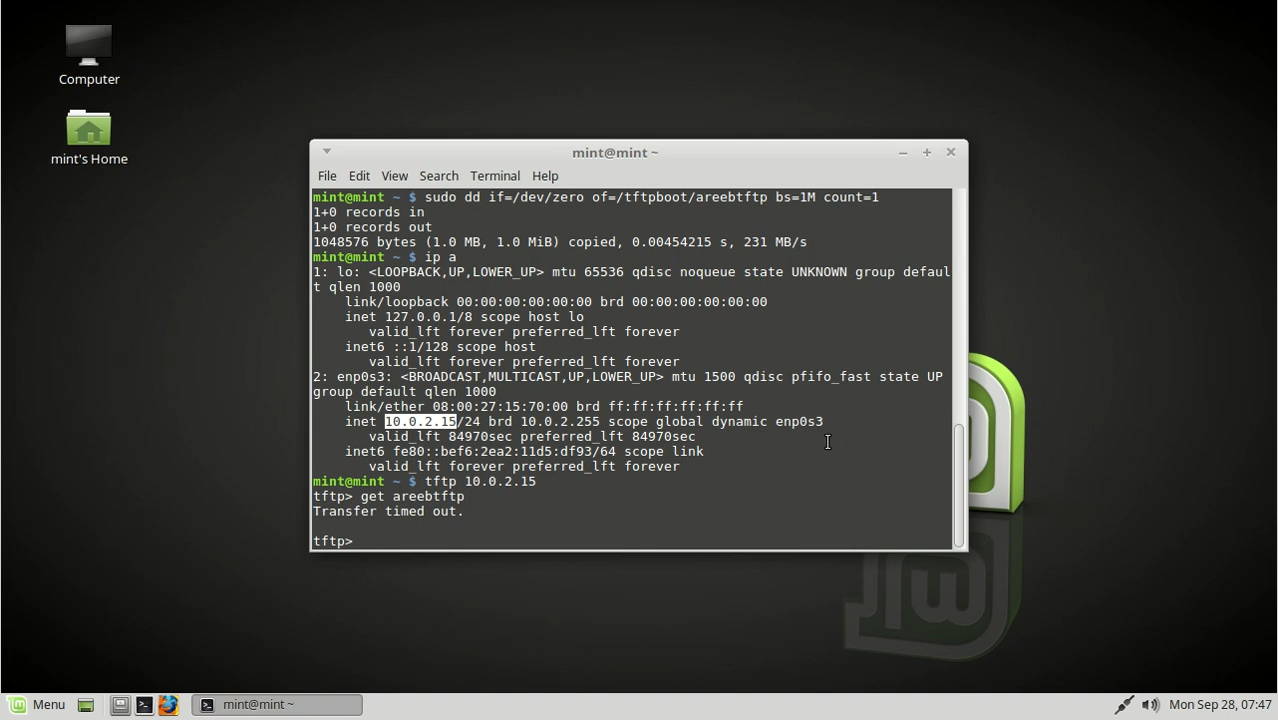 Computer
mint's Home
mint@mint ~
File Edit View Search Terminal Help
mint@mint ~ $ sudo dd if=/dev/zero of=/tftpboot/areebtftp bs=1M count=1
1+0 records in
1+0 records out
1048576 bytes (1.0 MB, 1.0 MiB) copied, 0.00454215 s, 231 MB/s
mint@mint ~ $ ip a
1: lo: <LOOPBACK,UP,LOWER_UP> mtu 65536 qdisc noqueue state UNKNOWN group defaul
t qlen 1000
link/loopback 00:00:00:00:00:00 brd 00:00:00:00:00:00
inet 127.0.0.1/8 scope host lo
valid_lft forever preferred_lft forever
inet6 ::1/128 scope host
valid_lft forever preferred_lft forever
2: enp0s3: <BROADCAST,MULTICAST,UP,LOWER_UP> mtu 1500 qdisc pfifo_fast state UP
group default qlen 1000
link/ether 08:00:27:15:70:00 brd ff:ff:ff:ff:ff:ff
inet 10.0.2.15/24 brd 10.0.2.255 scope global dynamic enp0s3
valid_lft 84970sec preferred_lft 84970sec
inet6 fe80::bef6:2ea2:11d5:df93/64 scope link
valid_lft forever preferred_lft forever
mint@mint ~ $ tftp 10.0.2.15
tftp> get areebtftp
Transfer timed out.
tftp>
Menu
mint@mint ~
Mon Sep 28, 07:47